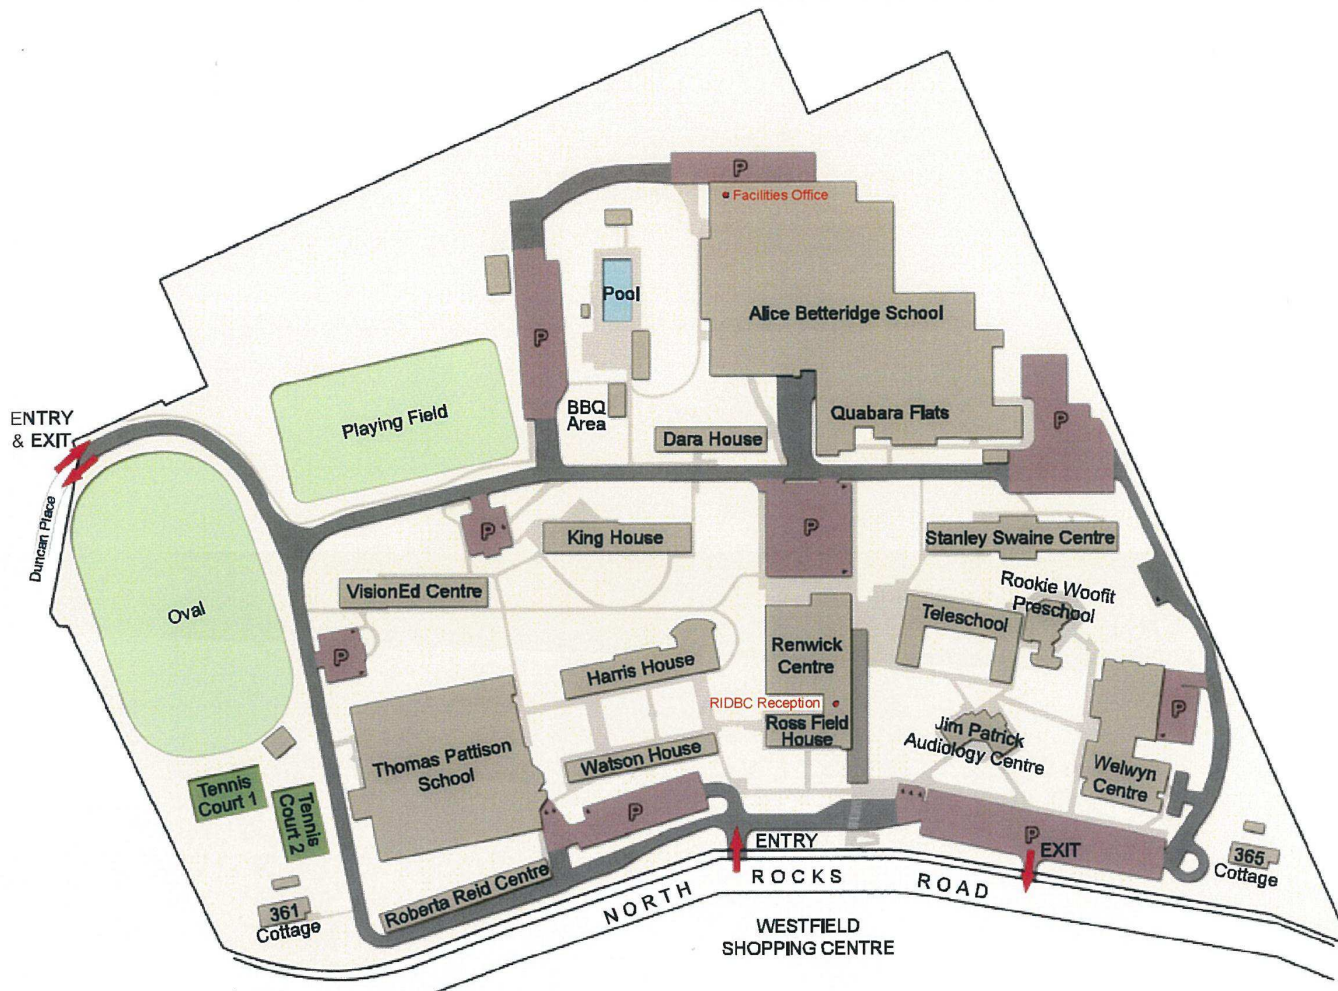 P
Facilities Office
Pool
Alice Betteridge School
P
ENTRY
& EXIT
Playing Field
BBQ
Area
Quabara Flats
P
Dara House
Duncan Place
P
King House
P
Stanley Swaine Centre
VisionEd Centre
Rookie Woofit
Preschool
Oval
Teleschool
P
Harris House
Renwick
Centre
RIDBC Reception
P
Ross Field
House
Jim Patrick
Audiology Centre
Thomas Pattison
School
Watson House
Welwyn
Centre
Tennis
Court 1
Tennis
Court 2
P
ENTRY
P
EXIT
365
Cottage
Roberta Reid Centre
361
Cottage
NORTH ROCKS ROAD
WESTFIELD
SHOPPING CENTRE